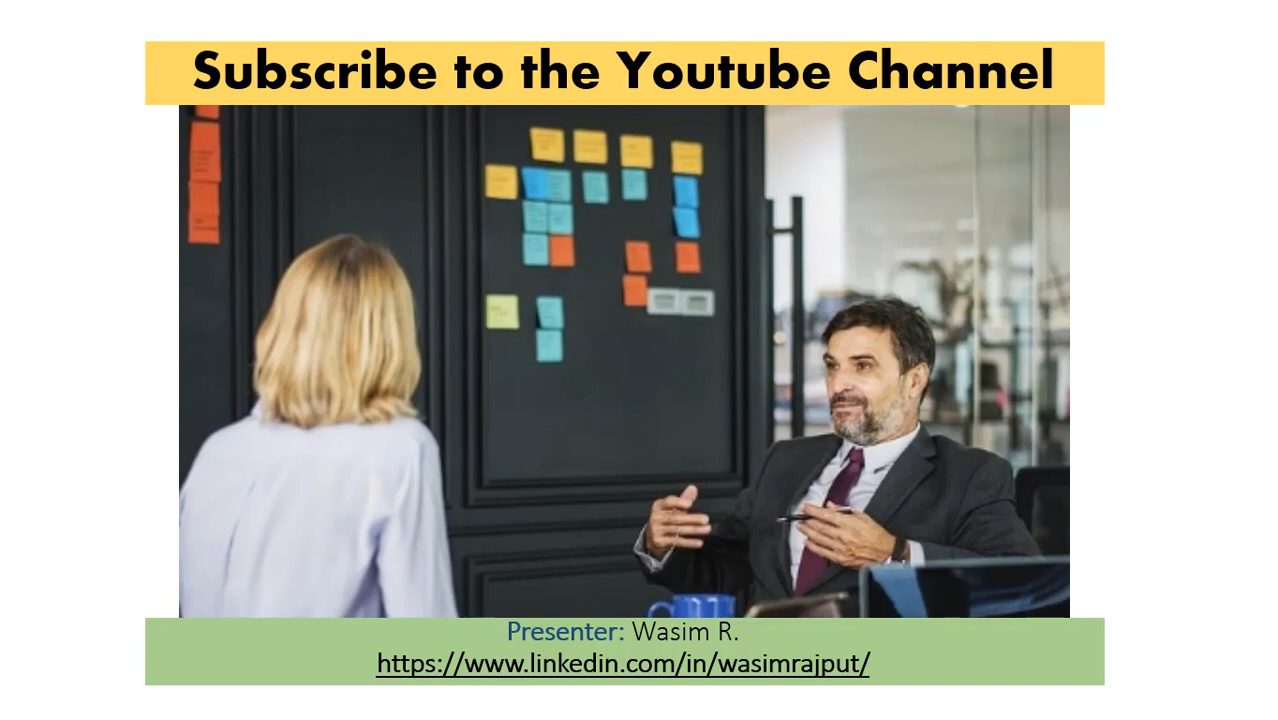 Subscribe to the Youtube Channel
Presenter: Wasim R.
https://www.linkedin.com/in/wasimrajput/